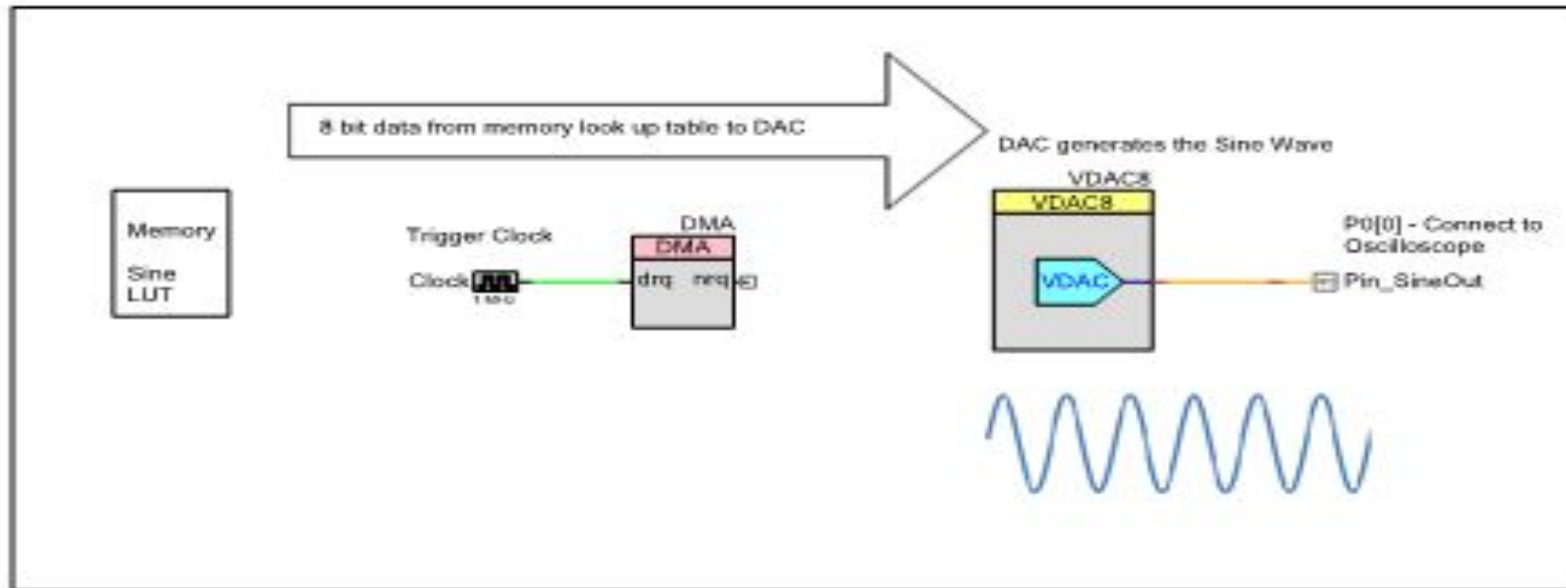 8 bit data from memory look up table to DAC
DAC generates the Sine Wave
VDAC8
VDAC8
VDAC
P0[0] - Connect to
Oscilloscope
Pin_SineOut
Memory
Sine
LUT
Trigger Clock
Clock
DMA
DMA
drq nrq